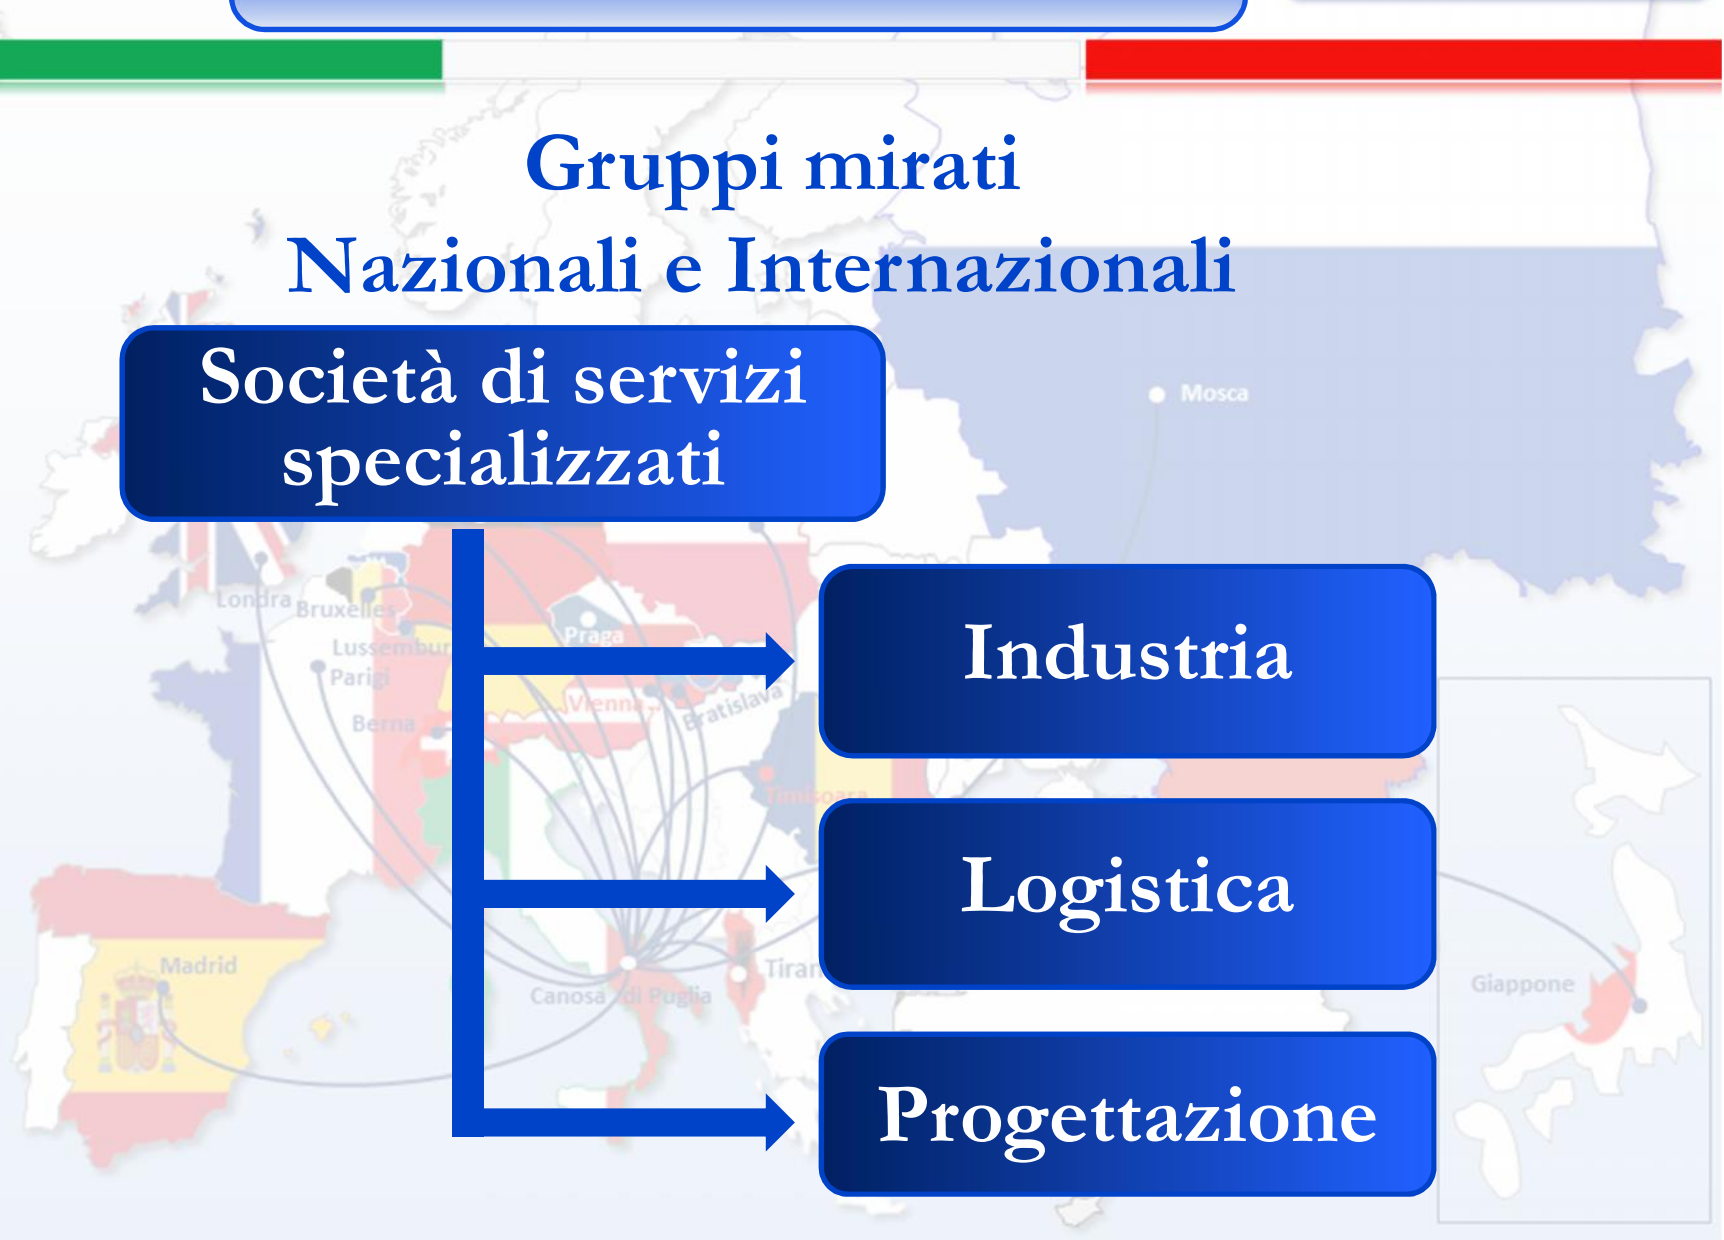 Gruppi mirati
Nazionali e Internazionali
Società di servizi
specializzati
Mosca
Londra
Bruxelles
Praga
Industria
Parigi
Vienna
Bratislava
Berna
Timisoara
Logistica
Madrid
Canosa di Puglia
Giappone
Progettazione